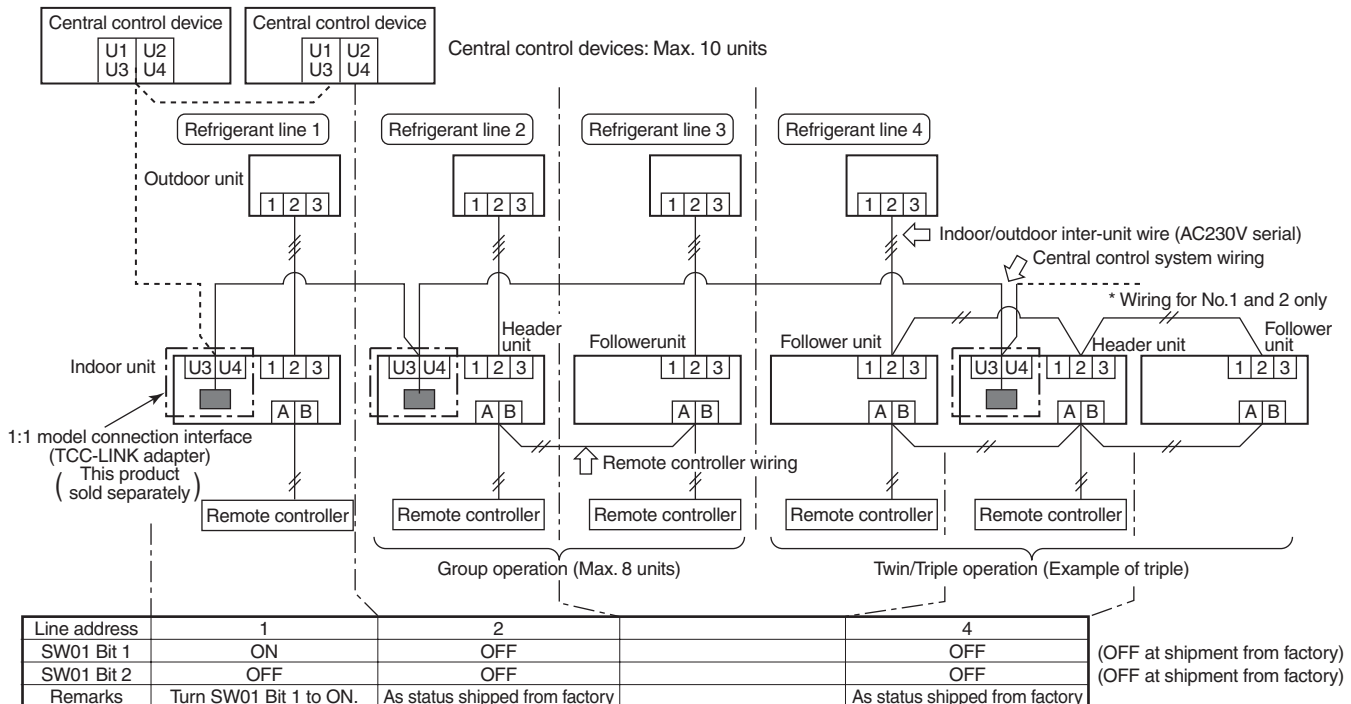 Central control device Central control device
U1 U2 U1 U2
U3 U4 U3 U4
Central control devices: Max. 10 units
Refrigerant line 1 Refrigerant line 2 Refrigerant line 3 Refrigerant line 4
Outdoor unit
1 2 3 1 2 3 1 2 3 1 2 3
Indoor/outdoor inter-unit wire (AC230V serial)
Central control system wiring
* Wiring for No.1 and 2 only
Header
unit
Followerunit
Follower unit
Header unit
Follower
unit
Indoor unit
U3 U4 1 2 3 U3 U4 1 2 3 1 2 3 1 2 3 U3 U4 1 2 3 1 2 3
A B A B A B A B A B A B
1:1 model connection interface
(TCC-LINK adapter)
( This product
sold separately )
Remote controller wiring
Remote controller Remote controller Remote controller Remote controller Remote controller
Group operation (Max. 8 units)
Twin/Triple operation (Example of triple)
Line address 1 2 4
SW01 Bit 1 ON OFF OFF (OFF at shipment from factory)
SW01 Bit 2 OFF OFF OFF (OFF at shipment from factory)
Remarks Turn SW01 Bit 1 to ON. As status shipped from factory As status shipped from factory